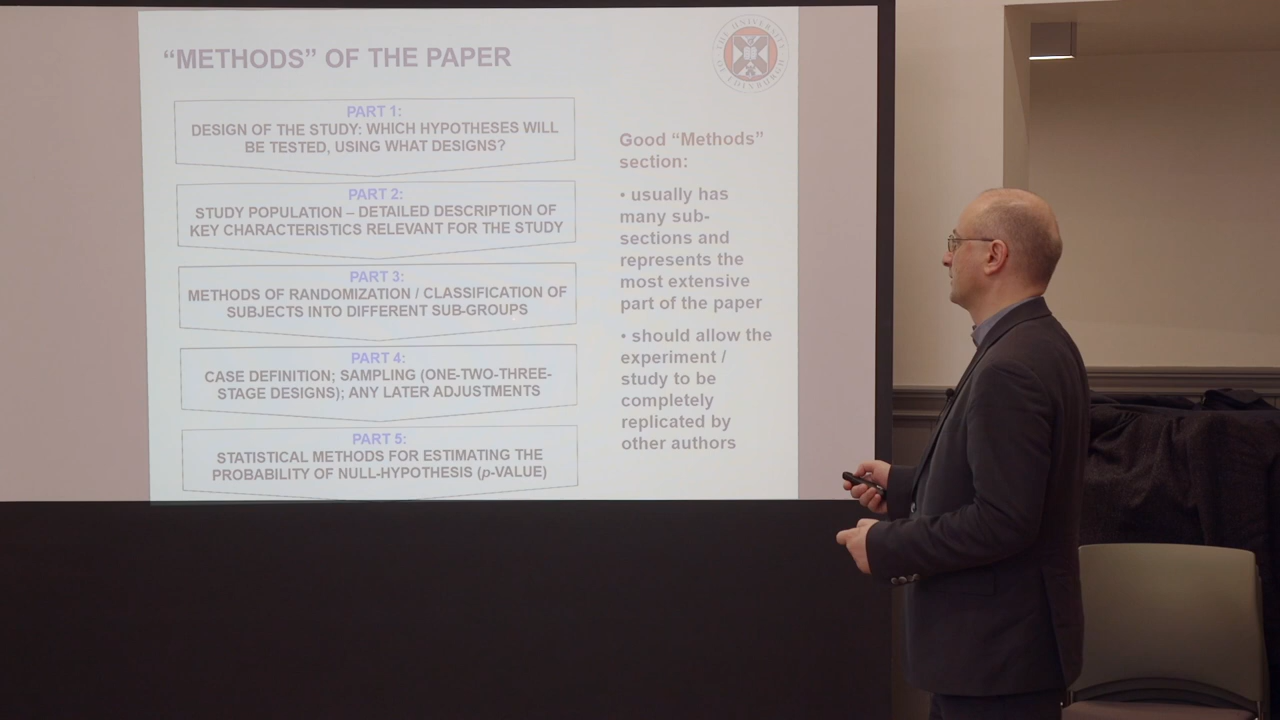 “METHODS” OF THE PAPER
THE UNIVERSITY
OF EDINBURGH
PART 1:
DESIGN OF THE STUDY: WHICH HYPOTHESES WILL
BE TESTED, USING WHAT DESIGNS?
PART 2:
STUDY POPULATION – DETAILED DESCRIPTION OF
KEY CHARACTERISTICS RELEVANT FOR THE STUDY
PART 3:
METHODS OF RANDOMIZATION / CLASSIFICATION OF
SUBJECTS INTO DIFFERENT SUB-GROUPS
PART 4:
CASE DEFINITION; SAMPLING (ONE-TWO-THREE-
STAGE DESIGNS); ANY LATER ADJUSTMENTS
PART 5:
STATISTICAL METHODS FOR ESTIMATING THE
PROBABILITY OF NULL-HYPOTHESIS (p-VALUE)
Good “Methods”
section:
• usually has
many sub-
sections and
represents the
most extensive
part of the paper
• should allow the
experiment /
study to be
completely
replicated by
other authors